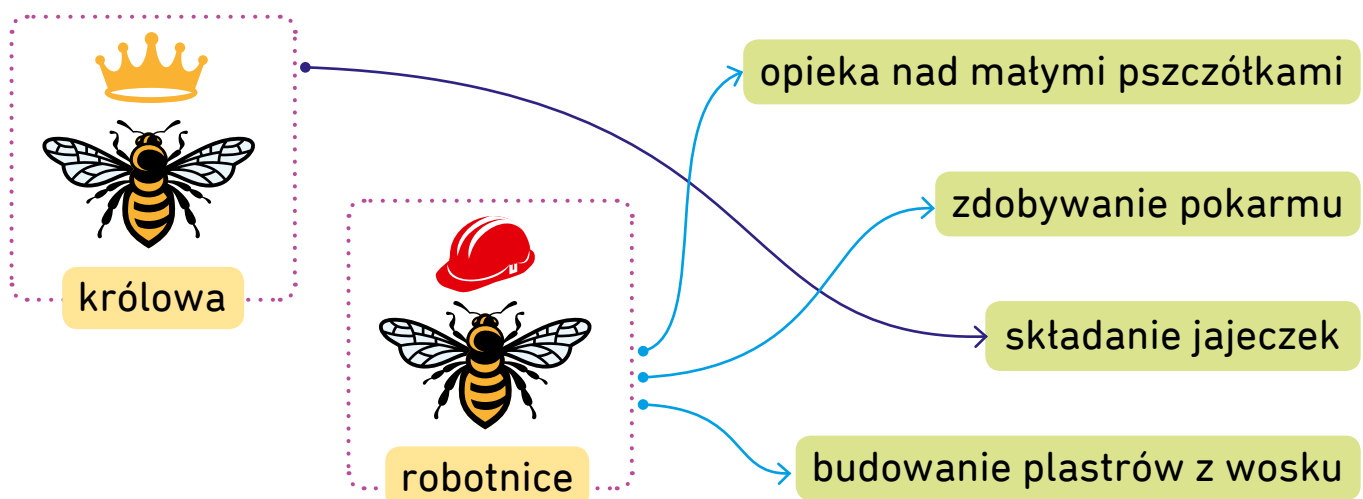 królowa
robotnice
opieka nad małymi pszczółkami
zdobywanie pokarmu
składanie jajeczek
budowanie plastrów z wosku